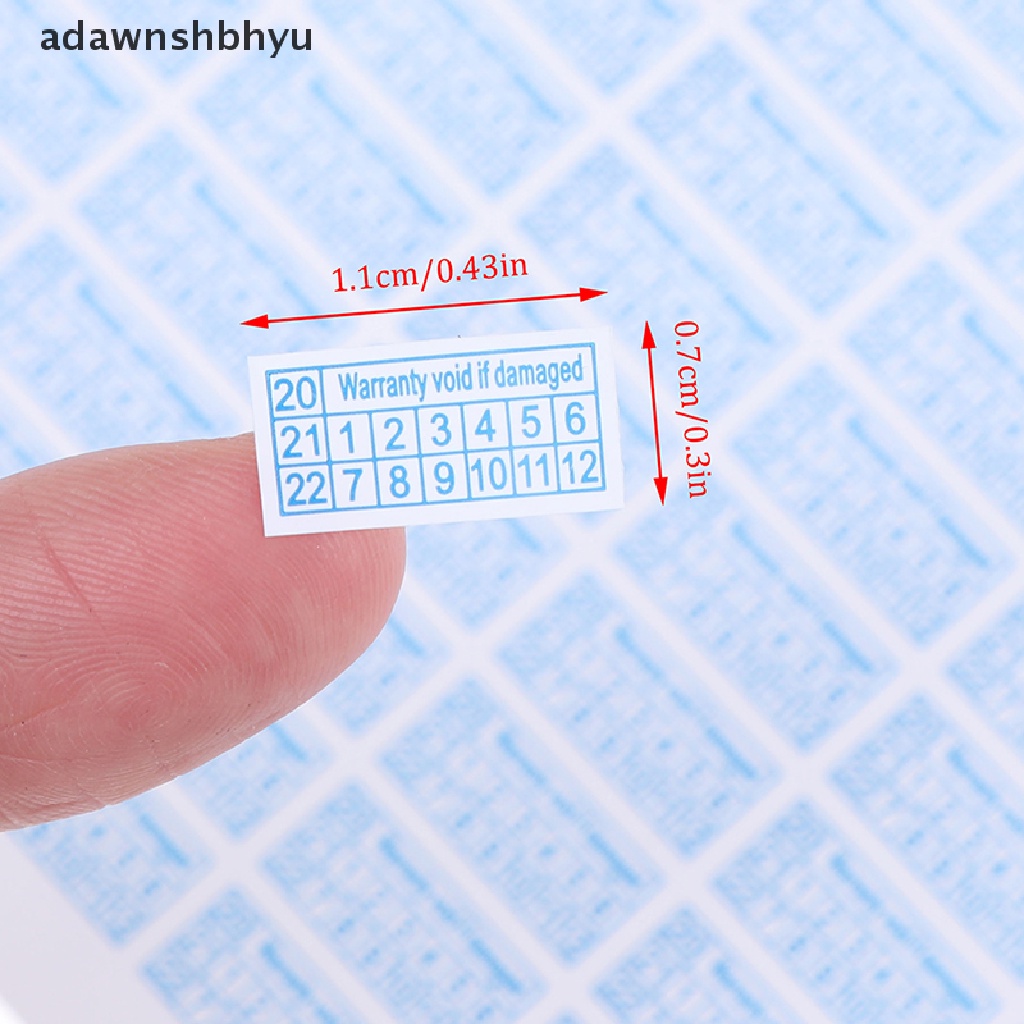 adawnshbhyu
1.1cm/0.43in
0.7cm/0.3in
20 Warranty void if damaged
21 1 2 3 4 5 6
22 7 8 9 10 11 12